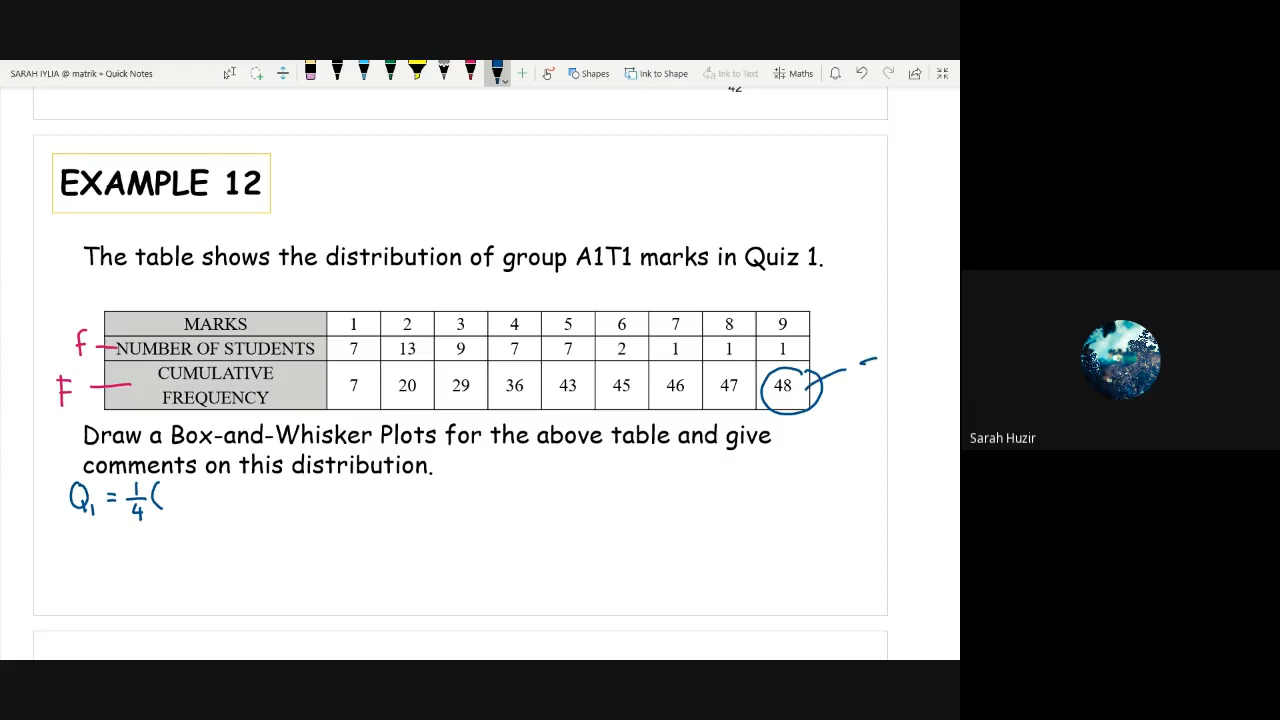 SARAH IYLIA @ matrik » Quick Notes
Shapes
Ink to Shape
Ink to Text
Maths
42
EXAMPLE 12
The table shows the distribution of group A1T1 marks in Quiz 1.
MARKS 1 2 3 4 5 6 7 8 9
f NUMBER OF STUDENTS 7 13 9 7 7 2 1 1 1
F CUMULATIVE FREQUENCY 7 20 29 36 43 45 46 47 48
Draw a Box-and-Whisker Plots for the above table and give
comments on this distribution.
Q₁ = 1/4 (
Sarah Huzir